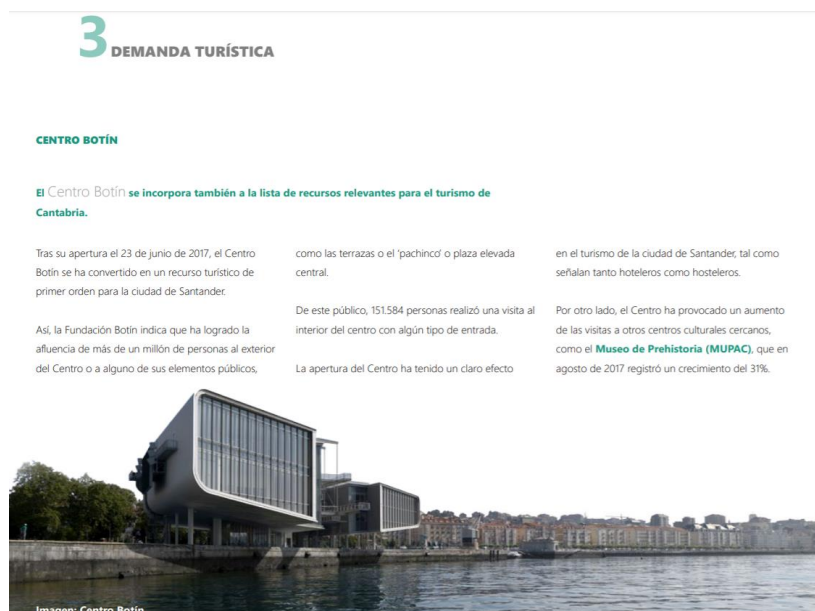 3 DEMANDA TURÍSTICA
CENTRO BOTÍN
El Centro Botín se incorpora también a la lista de recursos relevantes para el turismo de
Cantabria.
Tras su apertura el 23 de junio de 2017, el Centro
Botín se ha convertido en un recurso turístico de
primer orden para la ciudad de Santander.
Así, la Fundación Botín indica que ha logrado la
afluencia de más de un millón de personas al exterior
del Centro o a alguno de sus elementos públicos,
como las terrazas o el 'pachinco' o plaza elevada
central.
De este público, 151.584 personas realizó una visita al
interior del centro con algún tipo de entrada.
La apertura del Centro ha tenido un claro efecto
en el turismo de la ciudad de Santander, tal como
señalan tanto hoteleros como hosteleros.
Por otro lado, el Centro ha provocado un aumento
de las visitas a otros centros culturales cercanos,
como el Museo de Prehistoria (MUPAC), que en
agosto de 2017 registró un crecimiento del 31%.
Imagen: Centro Botín